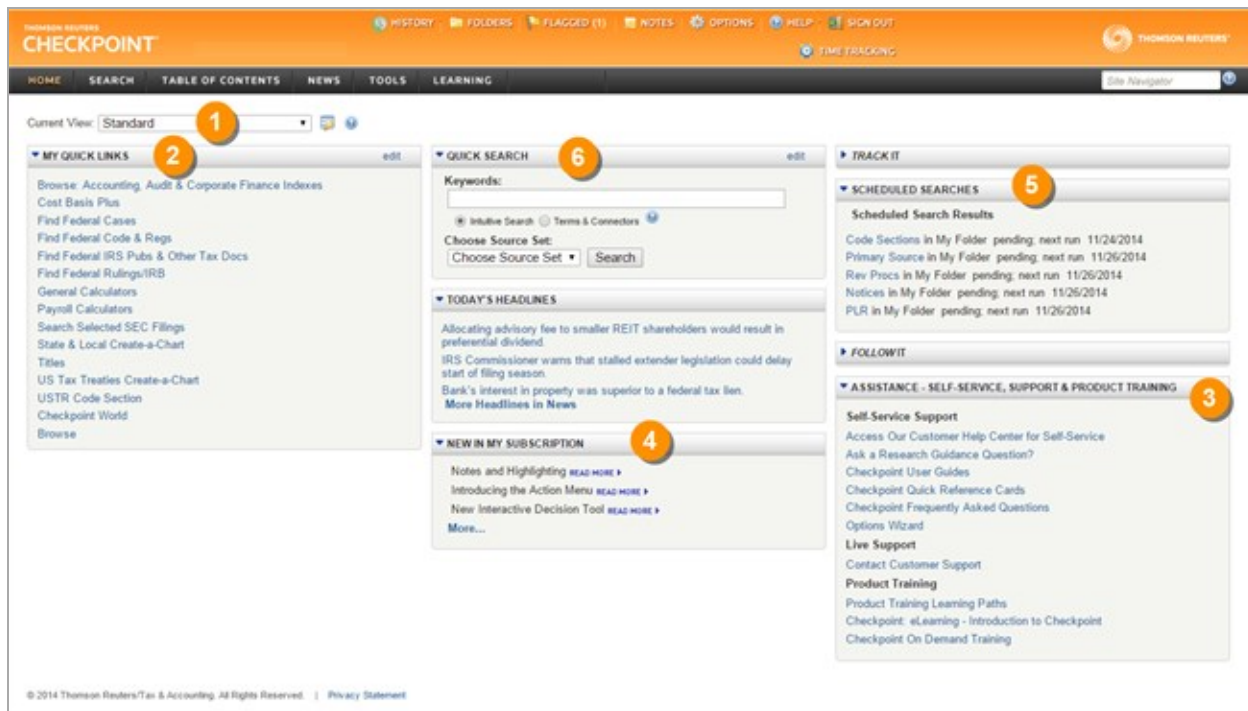 THOMSON REUTERS
CHECKPOINT™
HISTORY FOLDERS FLAGGED (1) NOTES OPTIONS HELP SIGN OUT
TIME TRACKING
THOMSON REUTERS™
HOME SEARCH TABLE OF CONTENTS NEWS TOOLS LEARNING
Site Navigator
Current View: Standard
1
MY QUICK LINKS
2
edit
Browse: Accounting, Audit & Corporate Finance Indexes
Cost Basis Plus
Find Federal Cases
Find Federal Code & Regs
Find Federal IRS Pubs & Other Tax Docs
Find Federal Rulings/IRB
General Calculators
Payroll Calculators
Search Selected SEC Filings
State & Local Create-a-Chart
Titles
US Tax Treaties Create-a-Chart
USTR Code Section
Checkpoint World
Browse
QUICK SEARCH
6
edit
Keywords:
Intuitive Search Terms & Connectors
Choose Source Set:
Choose Source Set Search
TODAY'S HEADLINES
Allocating advisory fee to smaller REIT shareholders would result in
preferential dividend.
IRS Commissioner warns that stalled extender legislation could delay
start of filing season.
Bank's interest in property was superior to a federal tax lien.
More Headlines in News
NEW IN MY SUBSCRIPTION
4
Notes and Highlighting READ MORE
Introducing the Action Menu READ MORE
New Interactive Decision Tool READ MORE
More...
TRACK IT
SCHEDULED SEARCHES
5
Scheduled Search Results
Code Sections in My Folder pending; next run 11/24/2014
Primary Source in My Folder pending; next run 11/26/2014
Rev Procs in My Folder pending; next run 11/26/2014
Notices in My Folder pending; next run 11/26/2014
PLR in My Folder pending; next run 11/26/2014
FOLLOW IT
ASSISTANCE - SELF-SERVICE, SUPPORT & PRODUCT TRAINING
3
Self-Service Support
Access Our Customer Help Center for Self-Service
Ask a Research Guidance Question?
Checkpoint User Guides
Checkpoint Quick Reference Cards
Checkpoint Frequently Asked Questions
Options Wizard
Live Support
Contact Customer Support
Product Training
Product Training Learning Paths
Checkpoint: eLearning - Introduction to Checkpoint
Checkpoint On Demand Training
© 2014 Thomson Reuters/Tax & Accounting. All Rights Reserved. | Privacy Statement